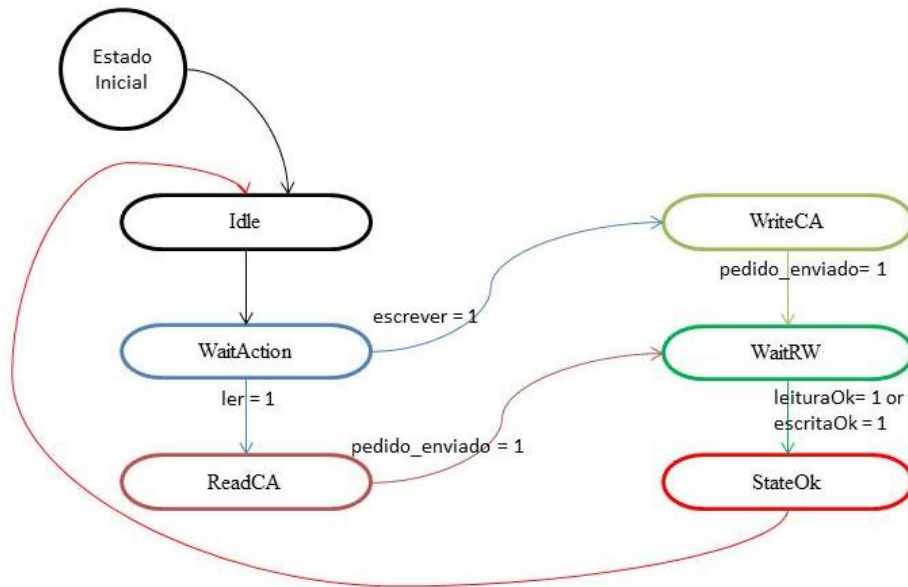 Estado
Inicial
Idle
WriteCA
pedido_enviado= 1
escrever = 1
WaitAction
WaitRW
ler = 1
leituraOk= 1 or
escritaOk = 1
pedido_enviado = 1
ReadCA
StateOk